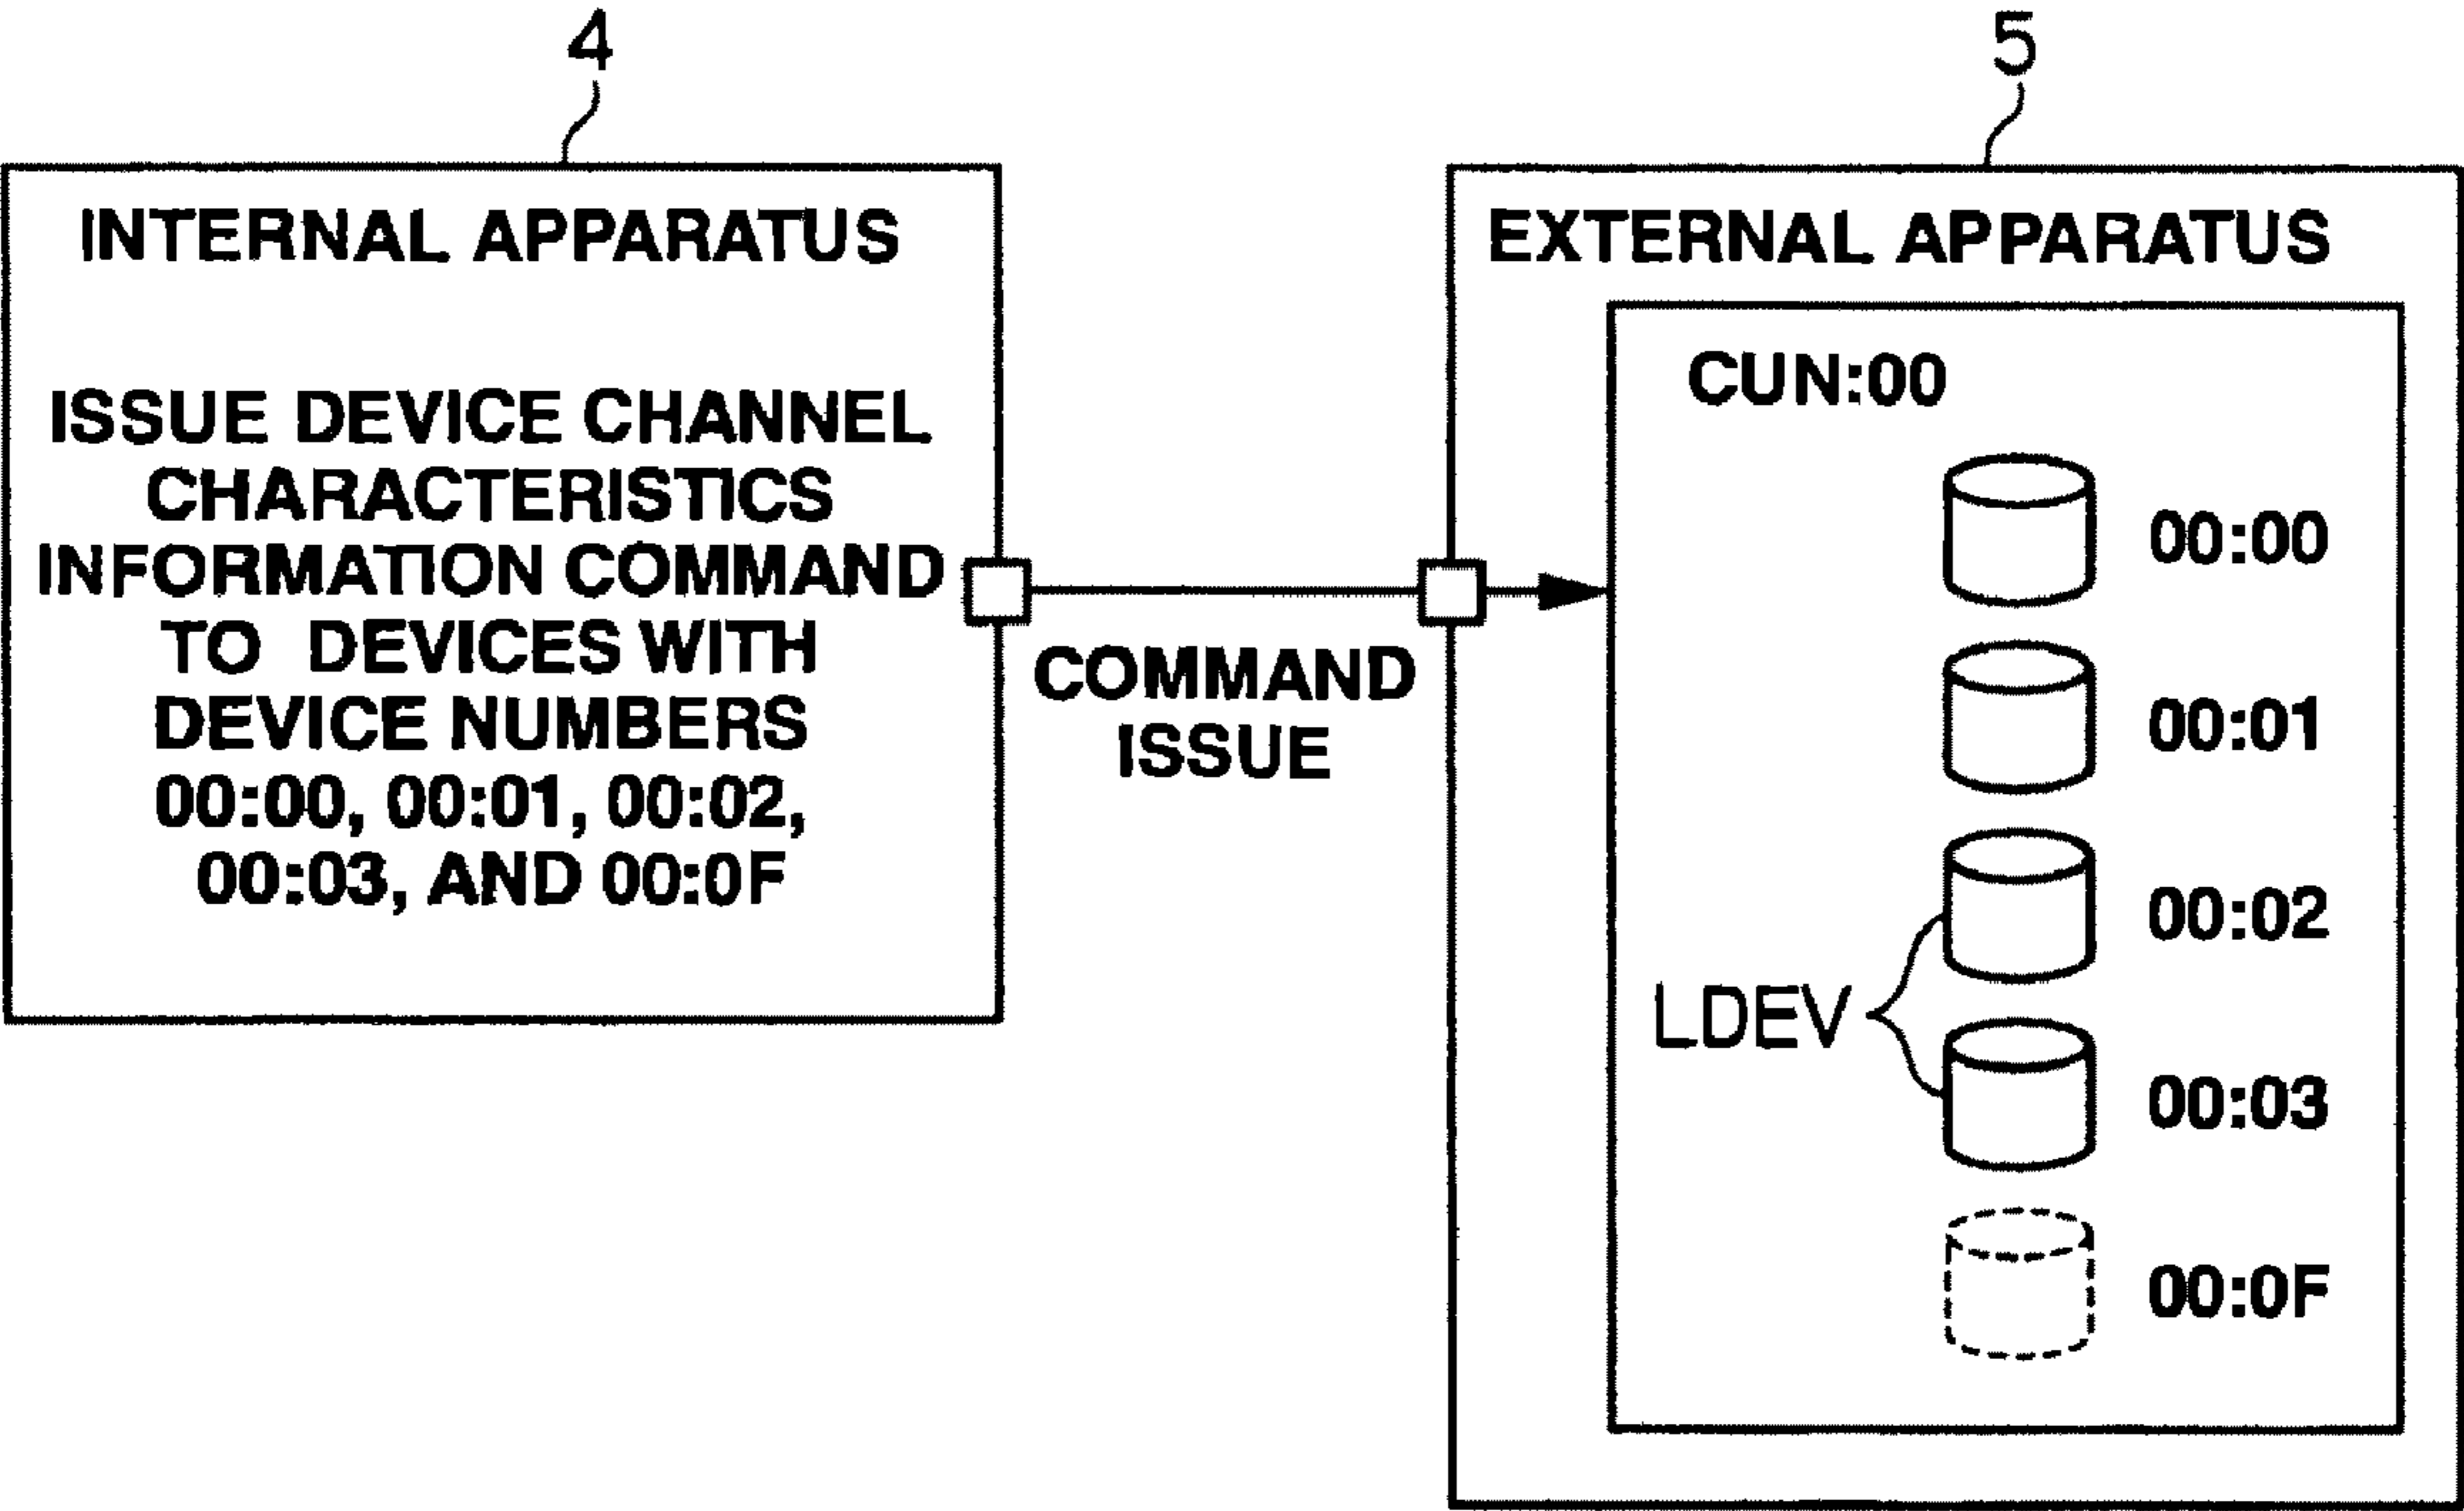 4
5
INTERNAL APPARATUS
ISSUE DEVICE CHANNEL
CHARACTERISTICS
INFORMATION COMMAND
TO DEVICES WITH
DEVICE NUMBERS
00:00, 00:01, 00:02,
00:03, AND 00:0F
COMMAND
ISSUE
EXTERNAL APPARATUS
CUN:00
00:00
00:01
00:02
LDEV
00:03
00:0F